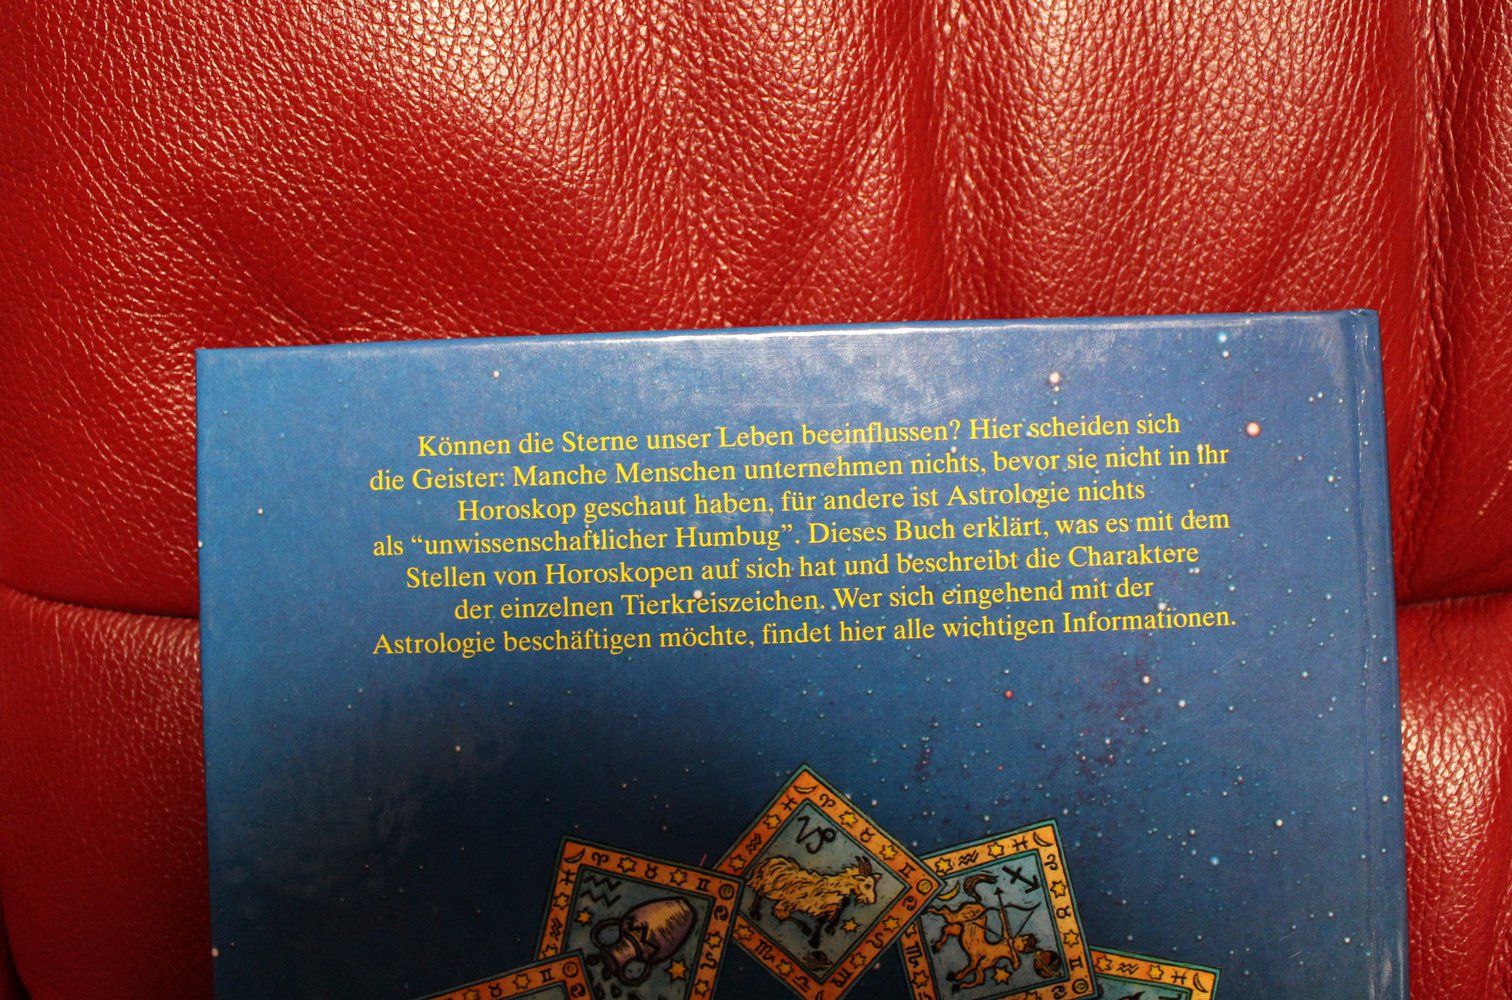 Können die Sterne unser Leben beeinflussen? Hier scheiden sich
die Geister: Manche Menschen unternehmen nichts, bevor sie nicht in ihr
Horoskop geschaut haben, für andere ist Astrologie nichts
als “unwissenschaftlicher Humbug”. Dieses Buch erklärt, was es mit dem
Stellen von Horoskopen auf sich hat und beschreibt die Charaktere
der einzelnen Tierkreiszeichen. Wer sich eingehend mit der
Astrologie beschäftigen möchte, findet hier alle wichtigen Informationen.